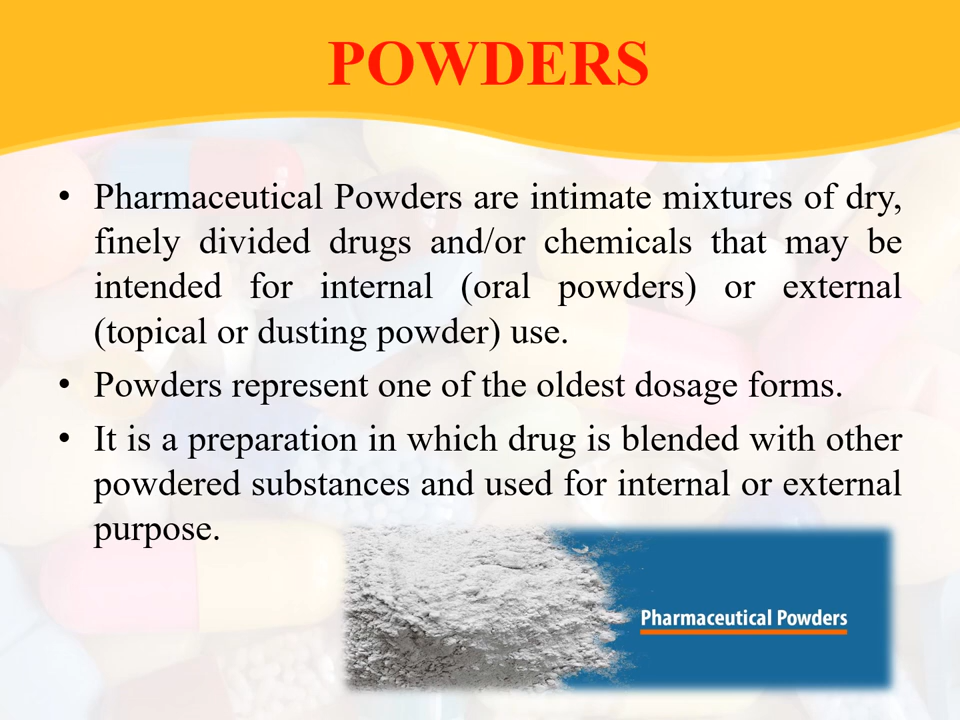 POWDERS
• Pharmaceutical Powders are intimate mixtures of dry,
finely divided drugs and/or chemicals that may be
intended for internal (oral powders) or external
(topical or dusting powder) use.
• Powders represent one of the oldest dosage forms.
• It is a preparation in which drug is blended with other
powdered substances and used for internal or external
purpose.
Pharmaceutical Powders